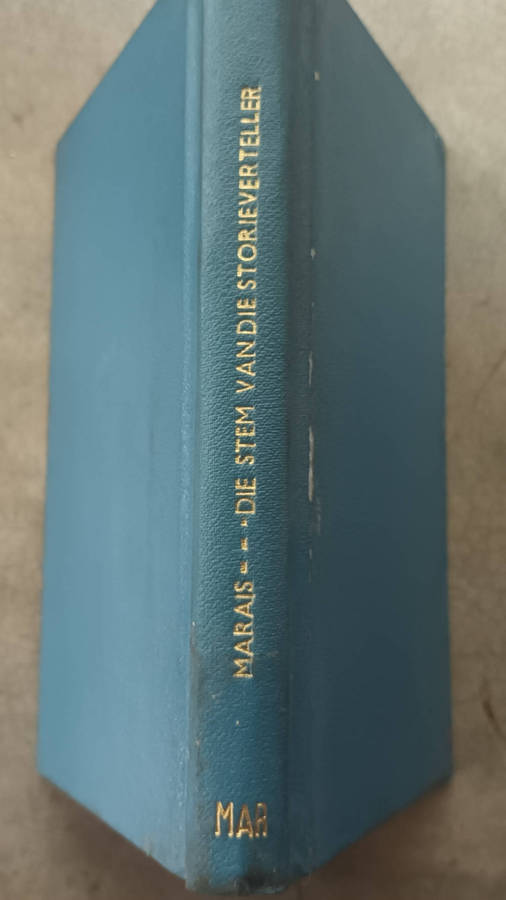 MARAIS - - - DIE STEM VAN DIE STORIEVERTELLER
MAR